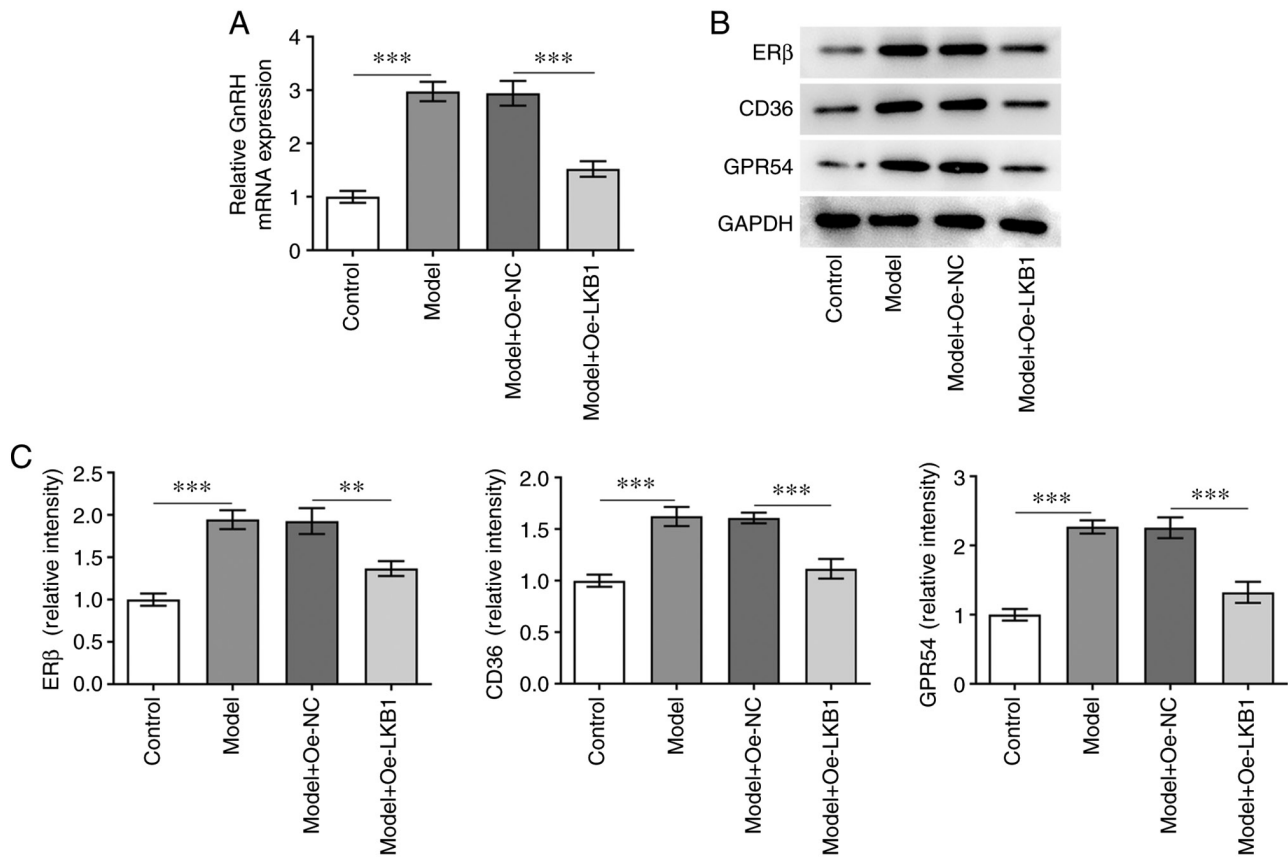 A
Relative GnRH
mRNA expression
4
3
2
1
0
***
***
Control
Model
Model+Oe-NC
Model+Oe-LKB1
B
ERβ
CD36
GPR54
GAPDH
Control
Model
Model+Oe-NC
Model+Oe-LKB1
C
ERβ (relative intensity)
2.5
2.0
1.5
1.0
0.5
0.0
***
**
Control
Model
Model+Oe-NC
Model+Oe-LKB1
CD36 (relative intensity)
2.0
1.5
1.0
0.5
0.0
***
***
Control
Model
Model+Oe-NC
Model+Oe-LKB1
GPR54 (relative intensity)
3
2
1
0
***
***
Control
Model
Model+Oe-NC
Model+Oe-LKB1